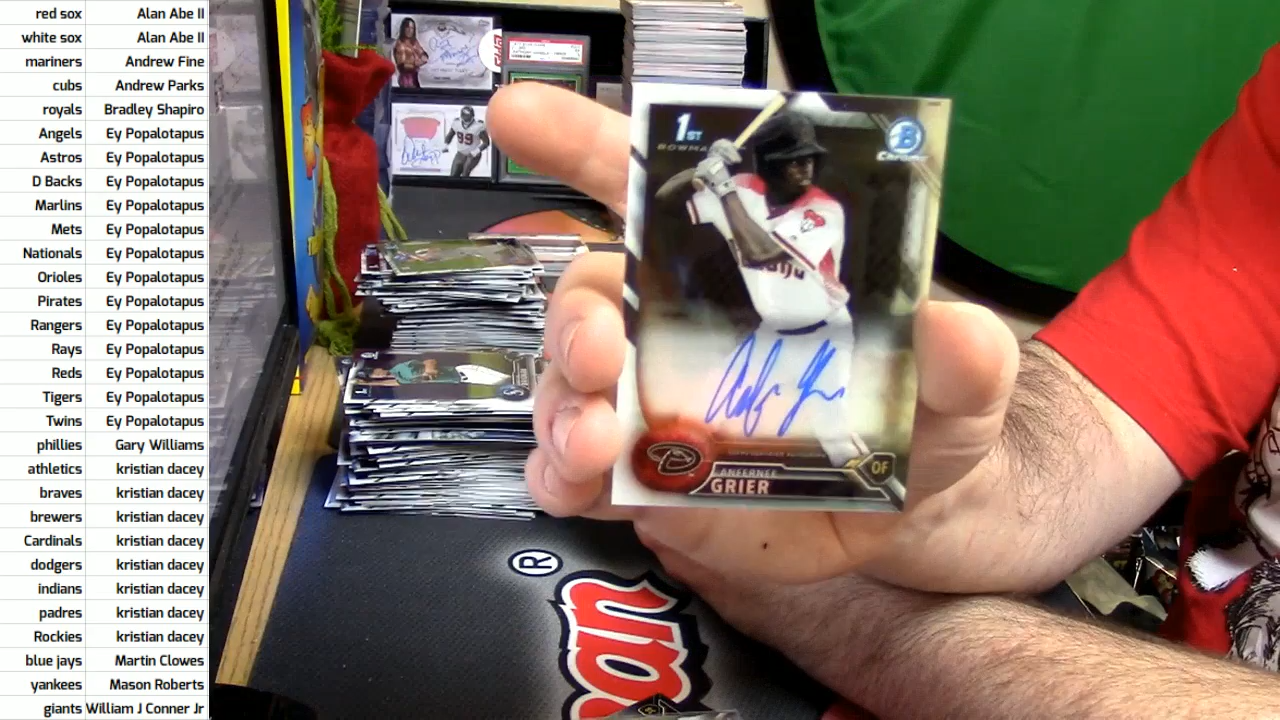 red sox Alan Abe II
white sox Alan Abe II
mariners Andrew Fine
cubs Andrew Parks
royals Bradley Shapiro
Angels Ey Popalotapus
Astros Ey Popalotapus
D Backs Ey Popalotapus
Marlins Ey Popalotapus
Mets Ey Popalotapus
Nationals Ey Popalotapus
Orioles Ey Popalotapus
Pirates Ey Popalotapus
Rangers Ey Popalotapus
Rays Ey Popalotapus
Reds Ey Popalotapus
Tigers Ey Popalotapus
Twins Ey Popalotapus
phillies Gary Williams
athletics kristian dacey
braves kristian dacey
brewers kristian dacey
Cardinals kristian dacey
dodgers kristian dacey
indians kristian dacey
padres kristian dacey
Rockies kristian dacey
blue jays Martin Clowes
yankees Mason Roberts
giants William J Conner Jr
1ST
B
Chrome
OF
ANFERNEE
GRIER
99
®